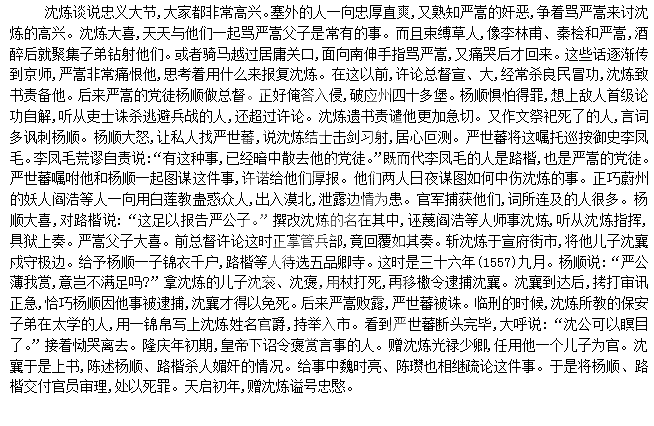 沈炼谈说忠义大节，大家都非常高兴。塞外的人一向忠厚直爽，又熟知严嵩的奸恶，争着骂严嵩来讨沈
炼的高兴。沈炼大喜，天天与他们一起骂严嵩父子是常有的事。而且束缚草人，像李林甫、秦桧和严嵩，酒
醉后就聚集子弟钻射他们。或者骑马越过居庸关口，面向南伸手指骂严嵩，又痛哭后才回来。这些话逐渐传
到京师，严嵩非常痛恨他，思考着用什么来报复沈炼。在这以前，许论总督宣、大，经常杀良民冒功，沈炼致
书责备他。后来严嵩的党徒杨顺做总督。正好俺答入侵，破应州四十多堡。杨顺惧怕得罪，想上敌人首级论
功自解，听从吏士诛杀逃避兵战的人，还超过许论。沈炼遗书责谴他更加急切。又作文祭祀死了的人，言词
多讽刺杨顺。杨顺大怒，让私人找严世蕃，说沈炼结士击剑习射，居心叵测。严世蕃将这嘱托巡按御史李凤
毛。李凤毛荒谬自责说：“有这种事，已经暗中散去他的党徒。”既而代李凤毛的人是路楷，也是严嵩的党徒。
严世蕃嘱咐他和杨顺一起图谋这件事，许诺给他们厚报。他们两人日夜谋图如何中伤沈炼的事。正巧蔚州
的妖人阎浩等人一向用白莲教蛊惑众人，出入漠北，泄露边情为患。官军捕获他们，词所连及的人很多。杨
顺大喜，对路楷说：“这足以报告严公子。”撰改沈炼的名在其中，诬蔑阎浩等人师事沈炼，听从沈炼指挥，
具狱上奏。严嵩父子大喜。前总督许论这时正掌管兵部，竟回覆如其奏。斩沈炼于宣府街市，将他儿子沈襄
戍守极边。给予杨顺一子锦衣千户，路楷等人待选五品卿寺。这时是三十六年(1557)九月。杨顺说：“严公
薄我赏，意岂不满足吗？”拿沈炼的儿子沈衮、沈褒，用杖打死，再移檄令逮捕沈襄。沈襄到达后，拷打审讯
正急，恰巧杨顺因他事被逮捕，沈襄才得以免死。后来严嵩败露，严世蕃被诛。临刑的时候，沈炼所教的保安
子弟在太学的人，用一锦帛写上沈炼姓名官爵，持举入市。看到严世蕃断头完毕，大呼说：“沈公可以瞑目
了。”接着恸哭离去。隆庆年初期，皇帝下诏令褒赏言事的人。赠沈炼光禄少卿，任用他一个儿子为官。沈
襄于是上书，陈述杨顺、路楷杀人媚奸的情况。给事中魏时亮、陈瓒也相继疏论这件事。于是将杨顺、路
楷交付官员审理，处以死罪。天启初年，赠沈炼谥号忠愍。